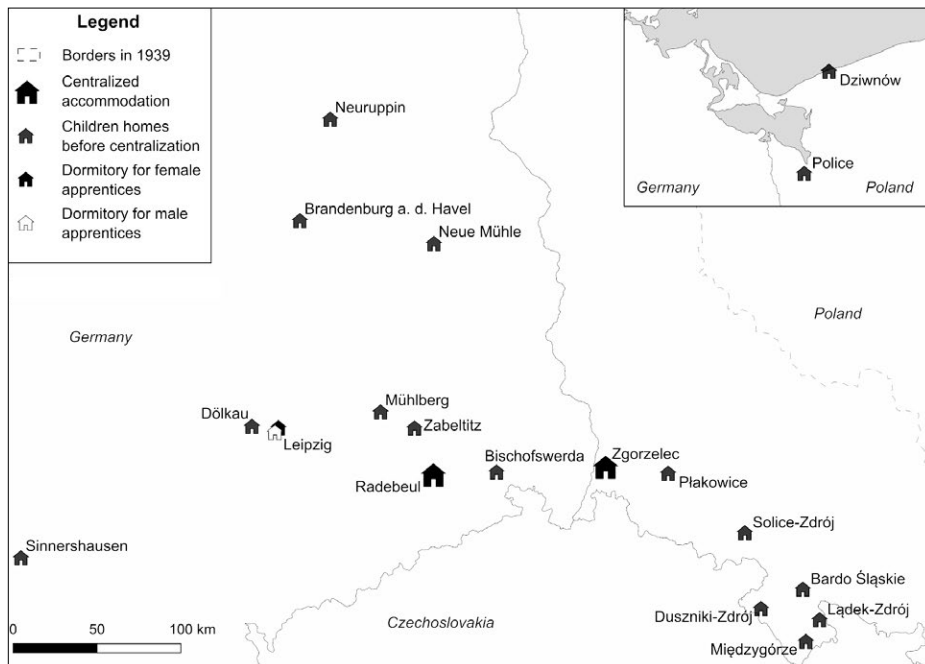 Legend
Borders in 1939
Centralized
accommodation
Children homes
before centralization
Dormitory for female
apprentices
Dormitory for male
apprentices
Dziwnów
Police
Germany
Poland
Neuruppin
Brandenburg a. d. Havel
Neue Mühle
Poland
Germany
Mühlberg
Dölkau
Zabeltitz
Leipzig
Bischofswerda
Zgorzelec
Radebeul
Płakowice
Solice-Zdrój
Sinnershausen
Bardo Śląskie
Duszniki-Zdrój
Lądek-Zdrój
Czechoslovakia
Międzygórze
0 50 100 km